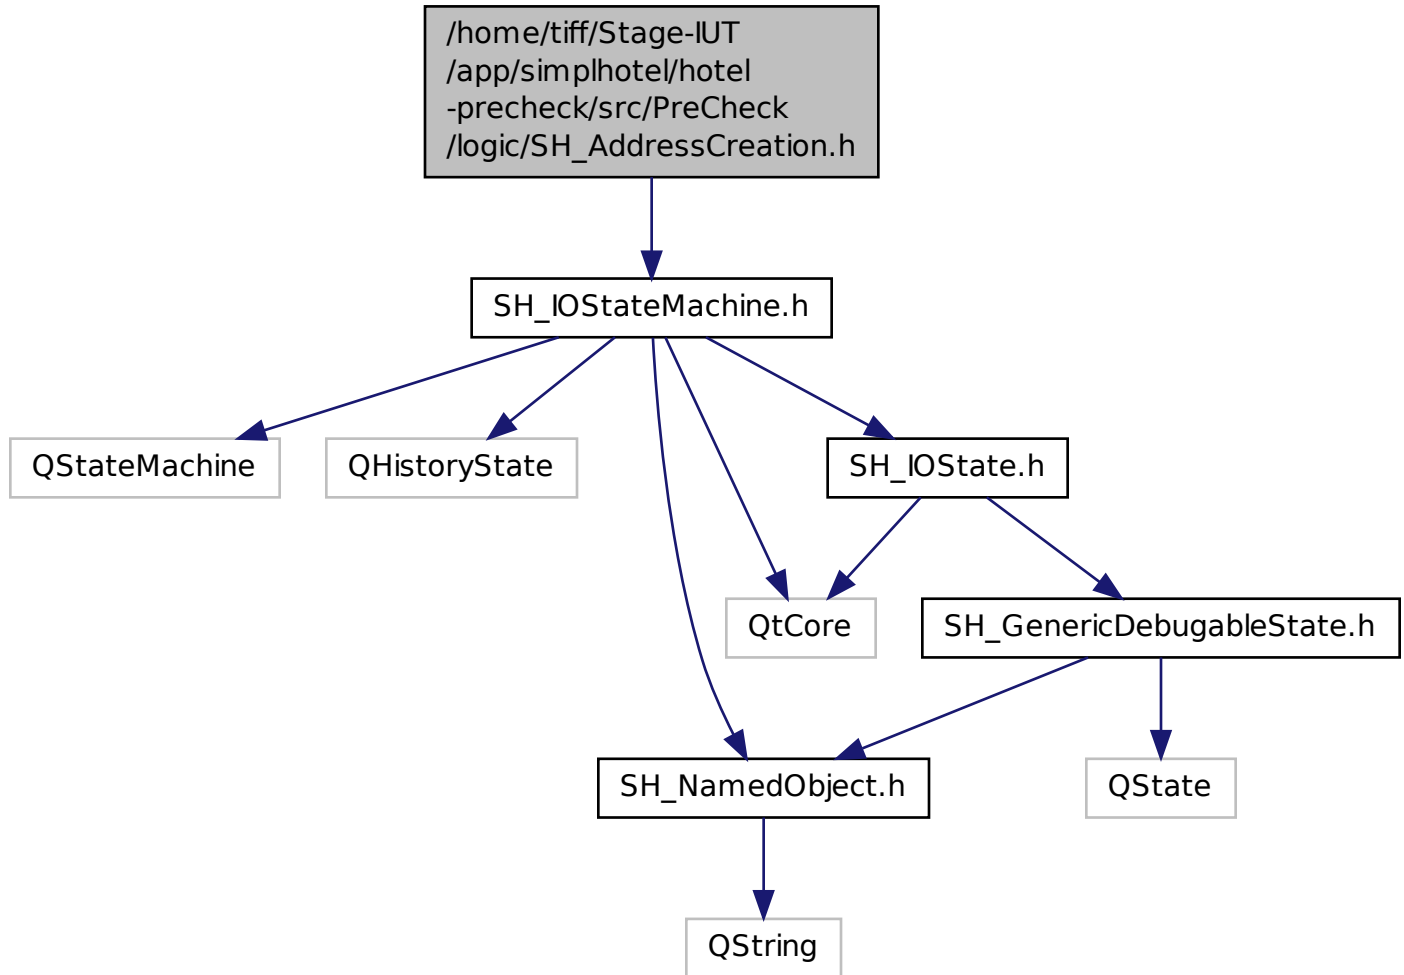 /home/tiff/Stage-IUT
/app/simplhotel/hotel
-precheck/src/PreCheck
/logic/SH_AddressCreation.h
SH_IOStateMachine.h
QStateMachine
QHistoryState
SH_IOState.h
QtCore
SH_GenericDebugableState.h
SH_NamedObject.h
QState
QString